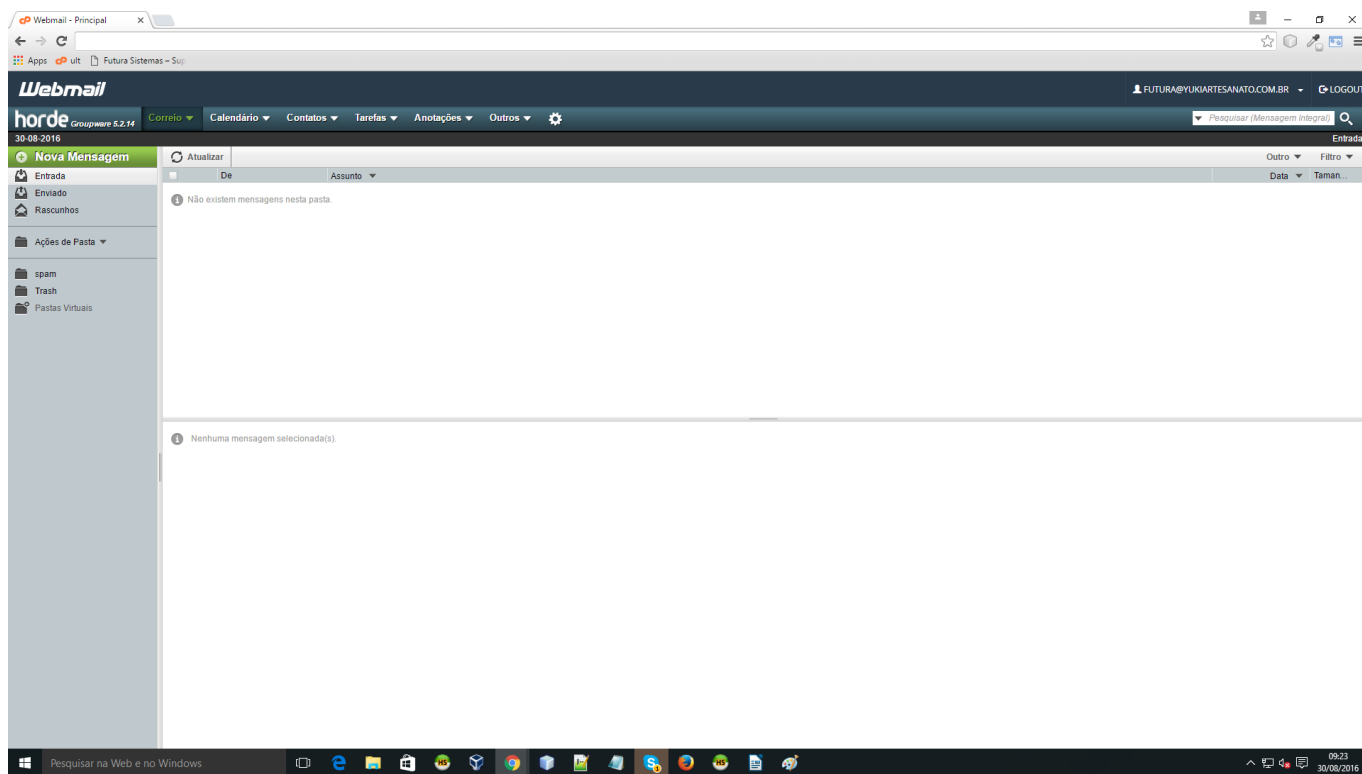 Webmail - Principal
Apps ult Futura Sistemas – Sup
Webmail
FUTURA@YUKIARTESANATO.COM.BR LOGOUT
horde Groupware 5.2.14 Correio Calendário Contatos Tarefas Anotações Outros Pesquisar (Mensagem Integral)
30-08-2016 Entrada
Nova Mensagem Atualizar Outro Filtro
Entrada De Assunto Data Taman...
Enviado Não existem mensagens nesta pasta.
Rascunhos
Ações de Pasta
spam
Trash
Pastas Virtuais
Nenhuma mensagem selecionada(s).
Pesquisar na Web e no Windows 09:23
30/08/2016